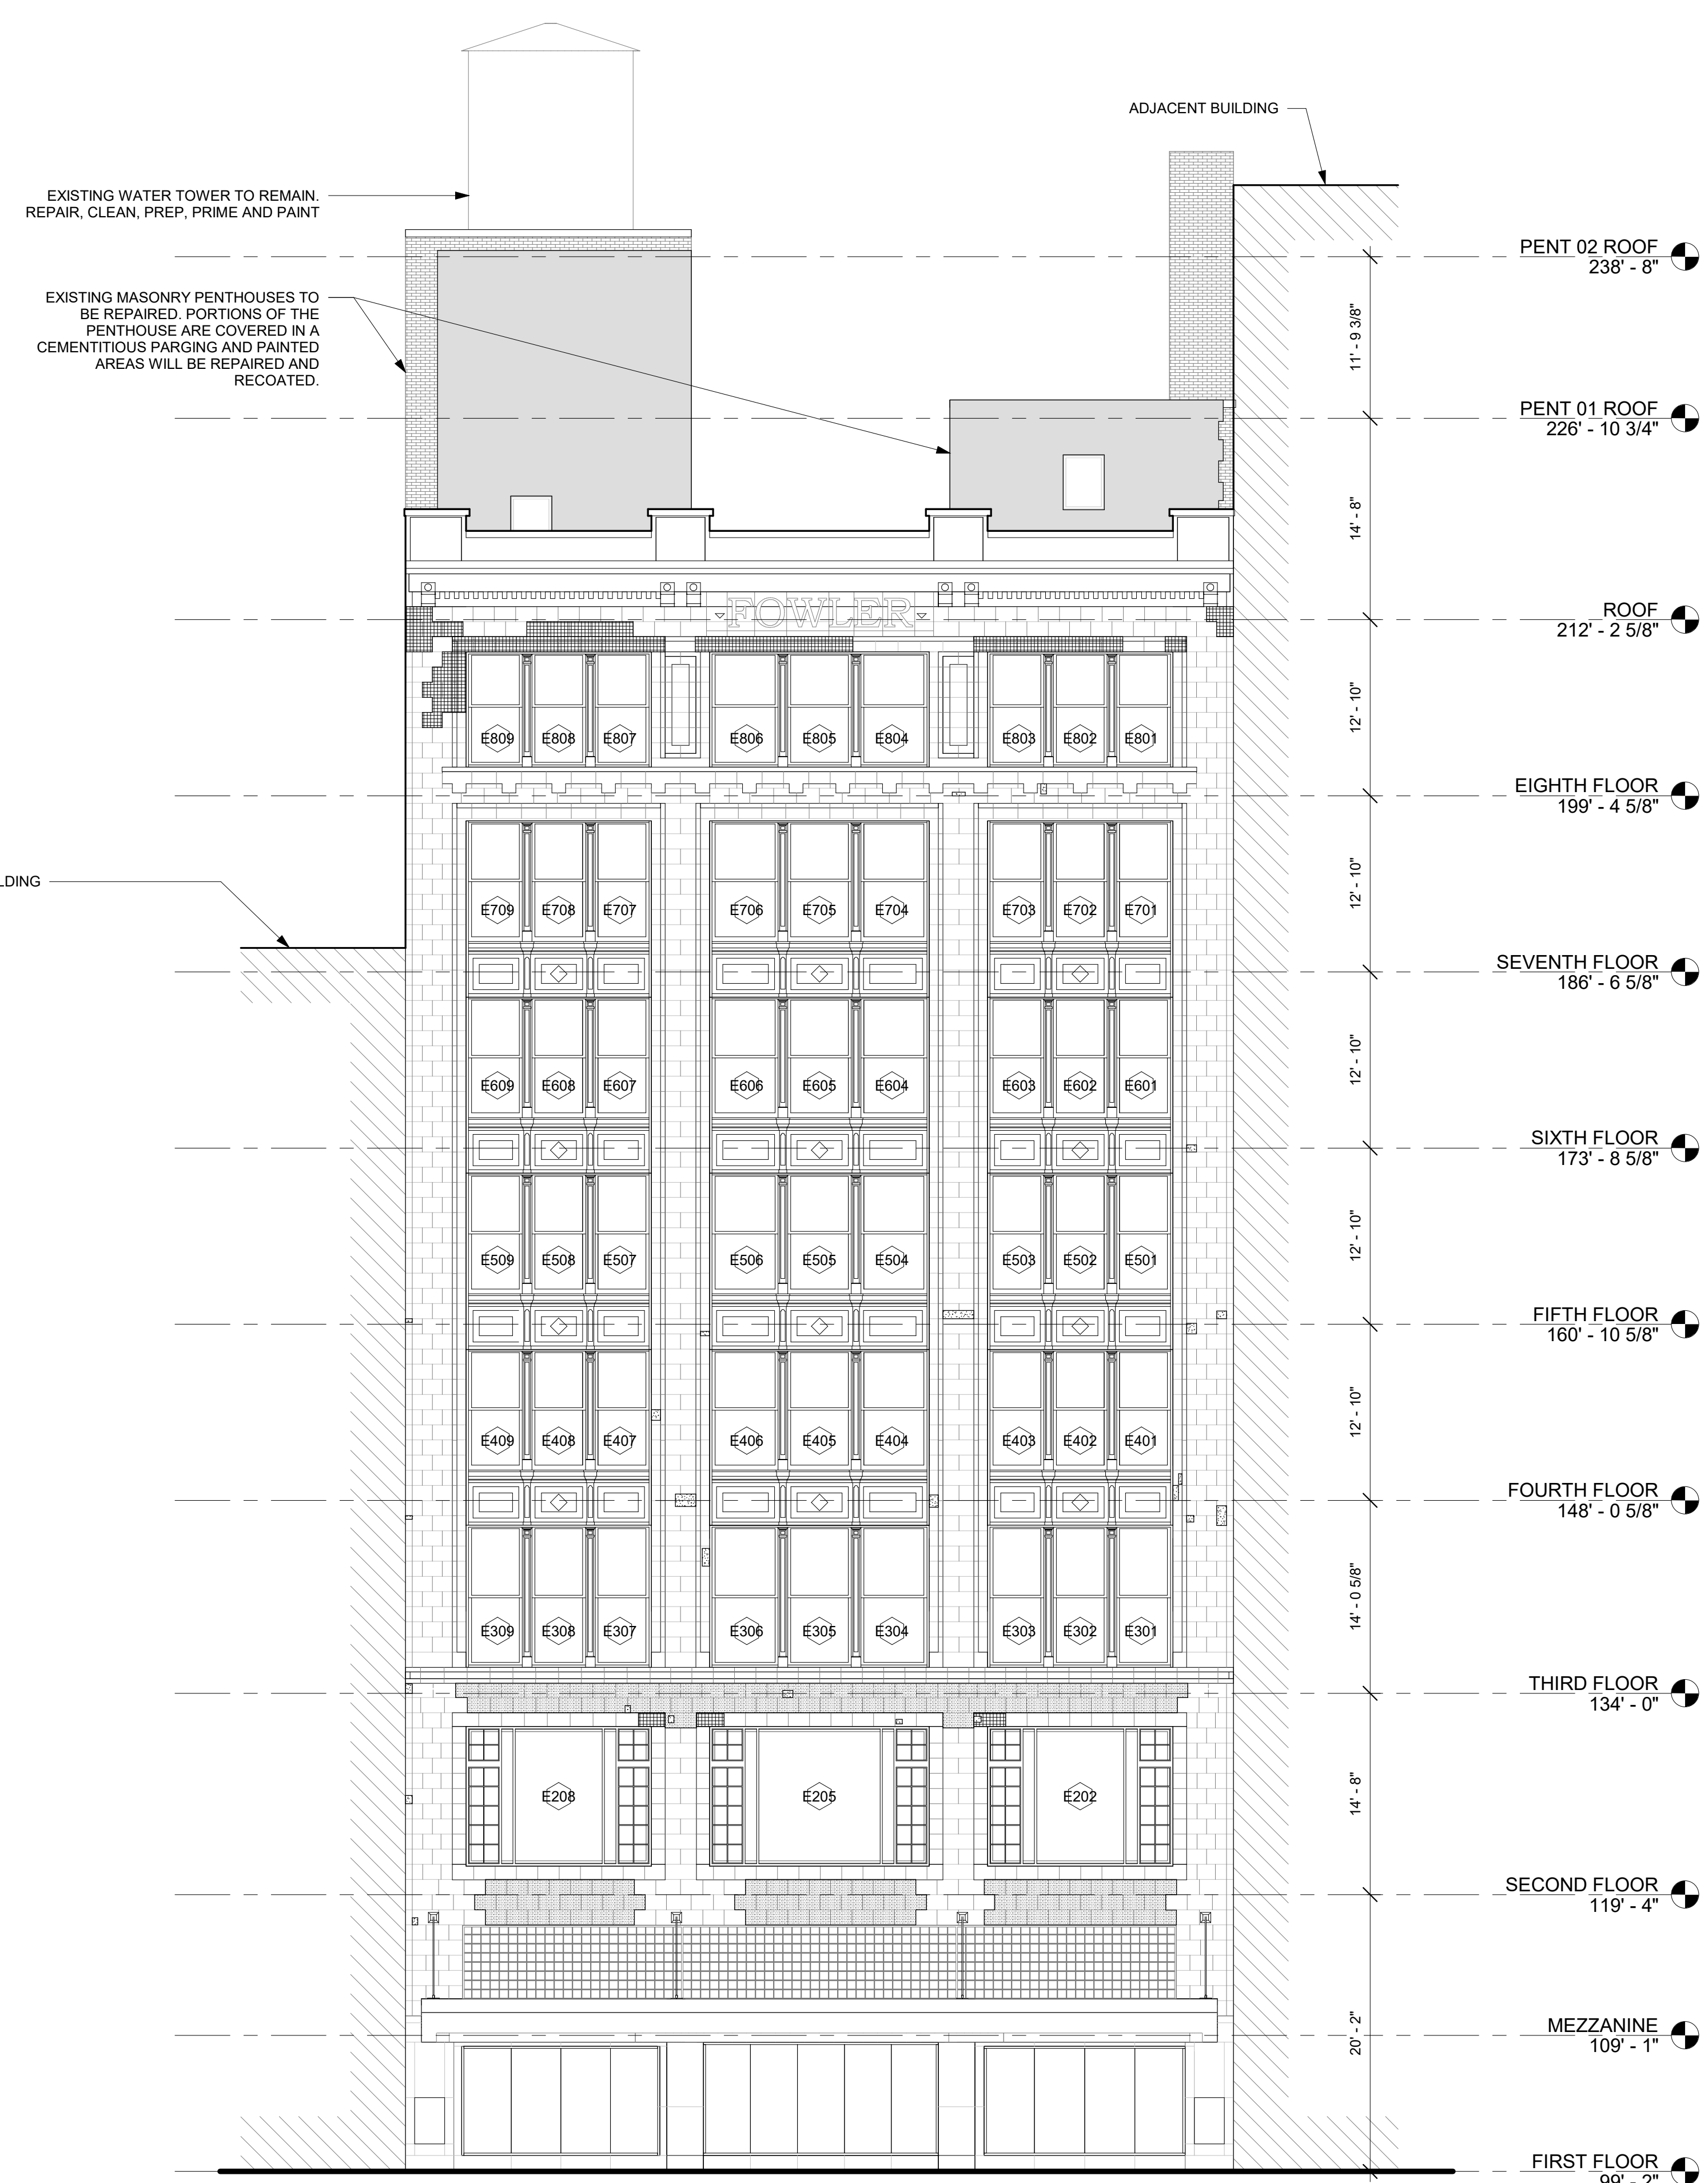 ADJACENT BUILDING
EXISTING WATER TOWER TO REMAIN.
REPAIR, CLEAN, PREP, PRIME AND PAINT
PENT 02 ROOF
238' - 8"
EXISTING MASONRY PENTHOUSES TO
BE REPAIRED. PORTIONS OF THE
PENTHOUSE ARE COVERED IN A
CEMENTITIOUS PARGING AND PAINTED
AREAS WILL BE REPAIRED AND
RECOATED.
11' - 9 3/8"
PENT 01 ROOF
226' - 10 3/4"
14' - 8"
FOWLER
ROOF
212' - 2 5/8"
12' - 10"
E809 E808 E807 E806 E805 E804 E803 E802 E801
EIGHTH FLOOR
199' - 4 5/8"
12' - 10"
LDING
E709 E708 E707 E706 E705 E704 E703 E702 E701
SEVENTH FLOOR
186' - 6 5/8"
12' - 10"
E609 E608 E607 E606 E605 E604 E603 E602 E601
SIXTH FLOOR
173' - 8 5/8"
12' - 10"
E509 E508 E507 E506 E505 E504 E503 E502 E501
FIFTH FLOOR
160' - 10 5/8"
12' - 10"
E409 E408 E407 E406 E405 E404 E403 E402 E401
FOURTH FLOOR
148' - 0 5/8"
14' - 0 5/8"
E309 E308 E307 E306 E305 E304 E303 E302 E301
THIRD FLOOR
134' - 0"
14' - 8"
E208 E205 E202
SECOND FLOOR
119' - 4"
20' - 2"
MEZZANINE
109' - 1"
FIRST FLOOR
99' - 2"